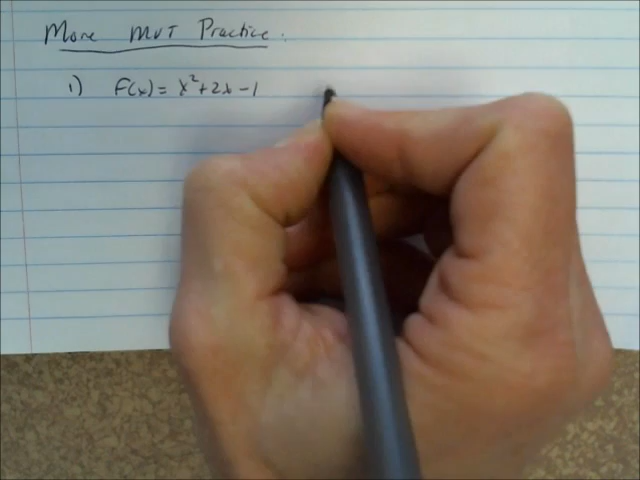 More MVT Practice.
1) f(x) = x²+2x-1